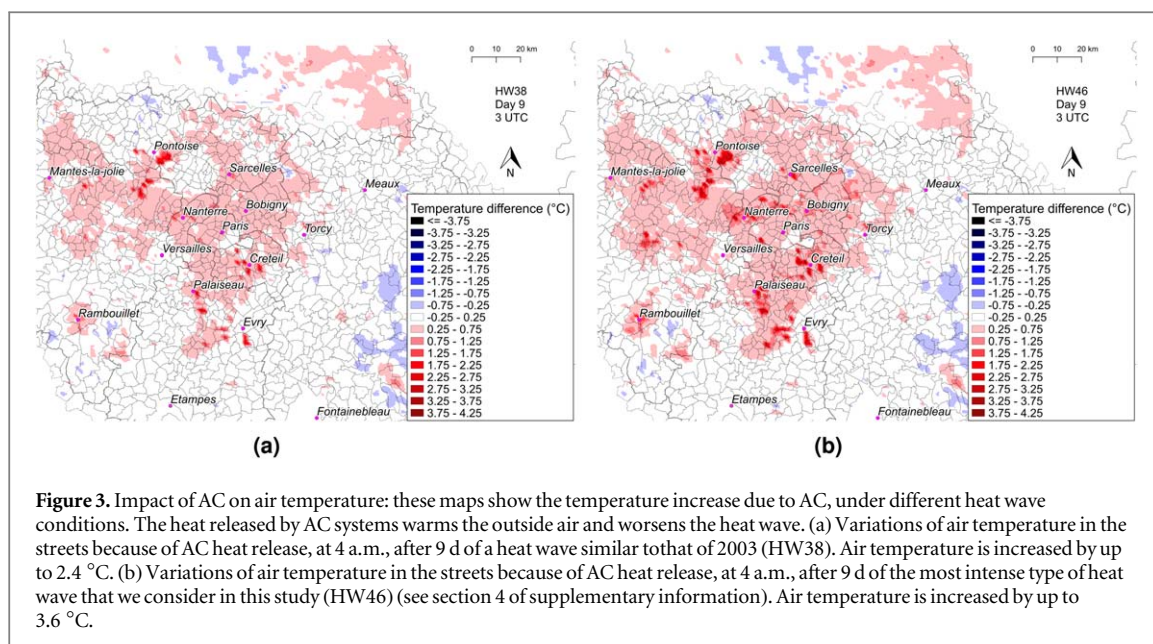 0 10 20 km
HW38
Day 9
3 UTC
N
Pontoise
Mantes-la-jolie
Sarcelles
Meaux
Nanterre
Bobigny
Paris
Torcy
Versailles
Creteil
Palaiseau
Rambouillet
Evry
Etampes
Fontainebleau
Temperature difference (°C)
<= -3.75
-3.75 - -3.25
-3.25 - -2.75
-2.75 - -2.25
-2.25 - -1.75
-1.75 - -1.25
-1.25 - -0.75
-0.75 - -0.25
-0.25 - 0.25
0.25 - 0.75
0.75 - 1.25
1.25 - 1.75
1.75 - 2.25
2.25 - 2.75
2.75 - 3.25
3.25 - 3.75
3.75 - 4.25
(a)
0 10 20 km
HW46
Day 9
3 UTC
N
Pontoise
Mantes-la-jolie
Sarcelles
Meaux
Nanterre
Bobigny
Paris
Torcy
Versailles
Creteil
Palaiseau
Rambouillet
Evry
Etampes
Fontainebleau
Temperature difference (°C)
<= -3.75
-3.75 - -3.25
-3.25 - -2.75
-2.75 - -2.25
-2.25 - -1.75
-1.75 - -1.25
-1.25 - -0.75
-0.75 - -0.25
-0.25 - 0.25
0.25 - 0.75
0.75 - 1.25
1.25 - 1.75
1.75 - 2.25
2.25 - 2.75
2.75 - 3.25
3.25 - 3.75
3.75 - 4.25
(b)
Figure 3. Impact of AC on air temperature: these maps show the temperature increase due to AC, under different heat wave
conditions. The heat released by AC systems warms the outside air and worsens the heat wave. (a) Variations of air temperature in the
streets because of AC heat release, at 4 a.m., after 9 d of a heat wave similar tothat of 2003 (HW38). Air temperature is increased by up
to 2.4 °C. (b) Variations of air temperature in the streets because of AC heat release, at 4 a.m., after 9 d of the most intense type of heat
wave that we consider in this study (HW46) (see section 4 of supplementary information). Air temperature is increased by up to
3.6 °C.